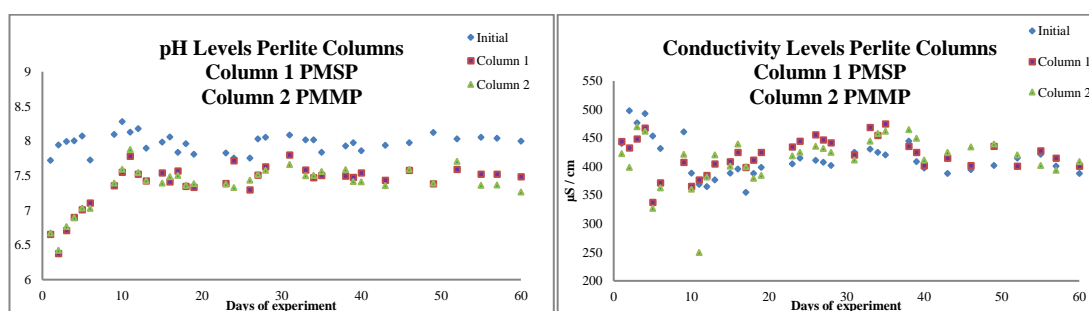 pH Levels Perlite Columns
Column 1 PMSP
Column 2 PMMP
Initial
Column 1
Column 2
9
8.5
8
7.5
7
6.5
6
0 10 20 30 40 50 60
Days of experiment
Conductivity Levels Perlite Columns
Column 1 PMSP
Column 2 PMMP
Initial
Column 1
Column 2
µS / cm
550
500
450
400
350
300
250
200
0 10 20 30 40 50 60
Days of experiment